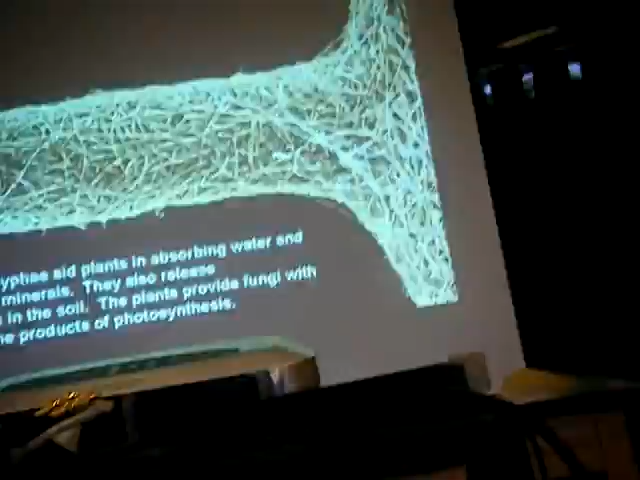 yphae aid plants in absorbing water and
minerals. They also release
in the soil. The plants provide fungi with
he products of photosynthesis.